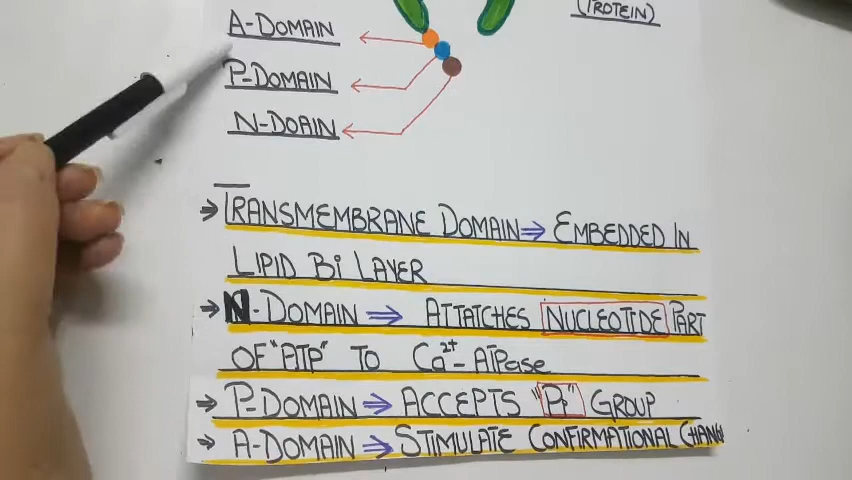 (PROTEIN)
A-DOMAIN
P-DOMAIN
N-DOAIN
→ TRANSMEMBRANE DOMAIN ⇒ EMBEDDED IN
LIPID Bi LAYER
→ N-DOMAIN ⇒ ATTATCHES NUCLEOTIDE PART
OF "ATP" TO Ca²⁺-ATPase
→ P-DOMAIN ⇒ ACCEPTS "Pi" GROUP
→ A-DOMAIN ⇒ STIMULATE CONFIRMATIONAL CHANG